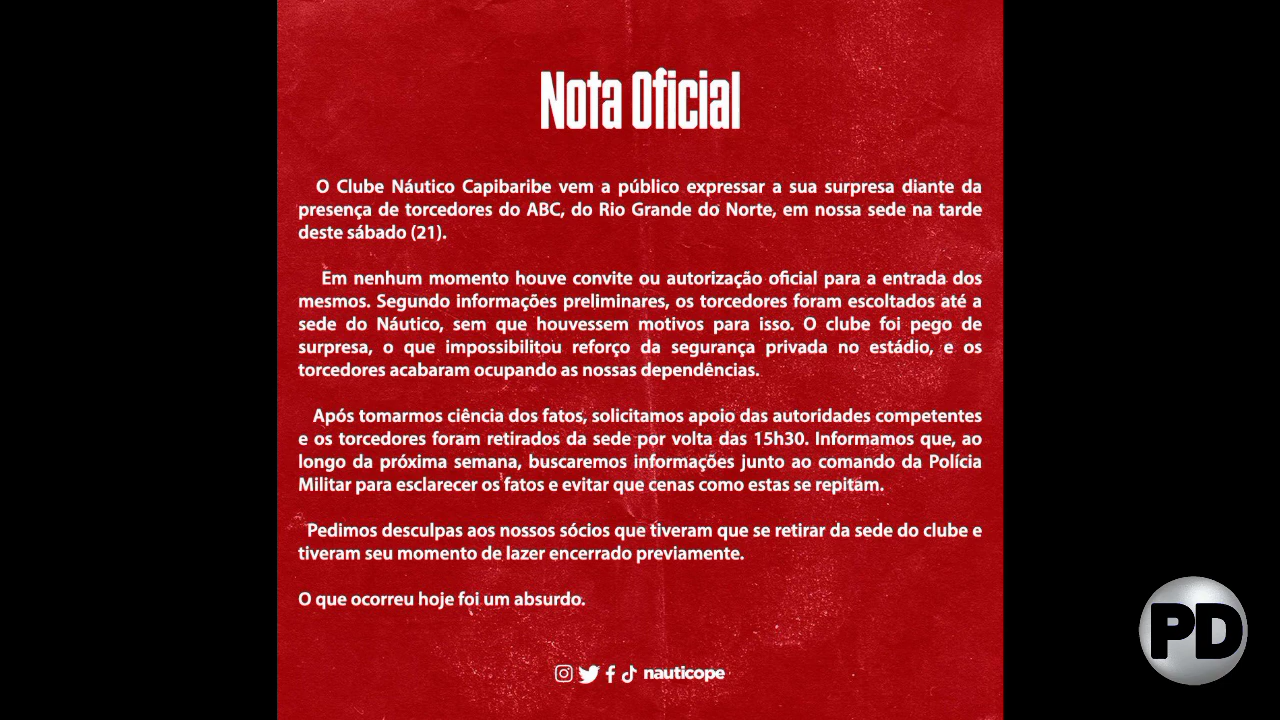 Nota Oficial
O Clube Náutico Capibaribe vem a público expressar a sua surpresa diante da
presença de torcedores do ABC, do Rio Grande do Norte, em nossa sede na tarde
deste sábado (21).
Em nenhum momento houve convite ou autorização oficial para a entrada dos
mesmos. Segundo informações preliminares, os torcedores foram escoltados até a
sede do Náutico, sem que houvessem motivos para isso. O clube foi pego de
surpresa, o que impossibilitou reforço da segurança privada no estádio, e os
torcedores acabaram ocupando as nossas dependências.
Após tomarmos ciência dos fatos, solicitamos apoio das autoridades competentes
e os torcedores foram retirados da sede por volta das 15h30. Informamos que, ao
longo da próxima semana, buscaremos informações junto ao comando da Polícia
Militar para esclarecer os fatos e evitar que cenas como estas se repitam.
Pedimos desculpas aos nossos sócios que tiveram que se retirar da sede do clube e
tiveram seu momento de lazer encerrado previamente.
O que ocorreu hoje foi um absurdo.
nauticope
PD